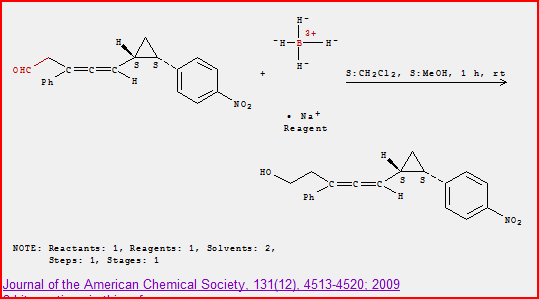 H
H
3+
H B H
H
OHC
S S
Ph
H
+
NO2
• Na+
Reagent
S:CH2Cl2, S:MeOH, 1 h, rt
H
HO
S S
Ph
H
NO2
NOTE: Reactants: 1, Reagents: 1, Solvents: 2,
Steps: 1, Stages: 1
Journal of the American Chemical Society, 131(12), 4513-4520; 2009